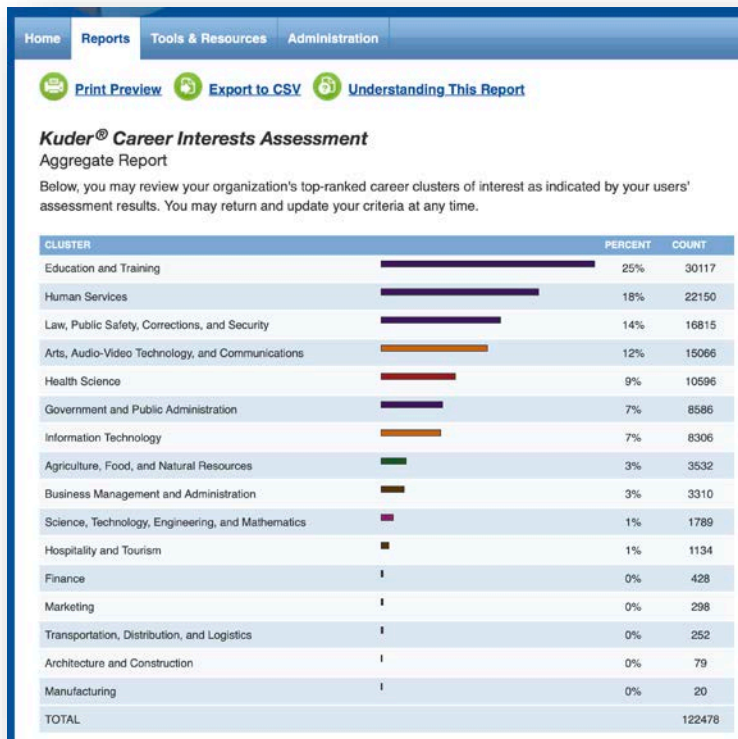 Home Reports Tools & Resources Administration
Print Preview Export to CSV Understanding This Report
Kuder® Career Interests Assessment
Aggregate Report
Below, you may review your organization's top-ranked career clusters of interest as indicated by your users'
assessment results. You may return and update your criteria at any time.
CLUSTER PERCENT COUNT
Education and Training 25% 30117
Human Services 18% 22150
Law, Public Safety, Corrections, and Security 14% 16815
Arts, Audio-Video Technology, and Communications 12% 15066
Health Science 9% 10596
Government and Public Administration 7% 8586
Information Technology 7% 8306
Agriculture, Food, and Natural Resources 3% 3532
Business Management and Administration 3% 3310
Science, Technology, Engineering, and Mathematics 1% 1789
Hospitality and Tourism 1% 1134
Finance 0% 428
Marketing 0% 298
Transportation, Distribution, and Logistics 0% 252
Architecture and Construction 0% 79
Manufacturing 0% 20
TOTAL 122478